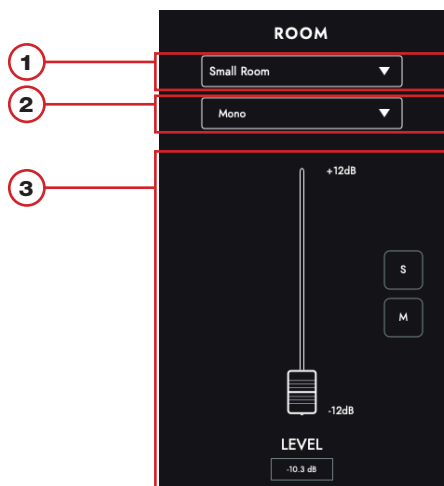 ROOM
1
Small Room
2
Mono
3
+12dB
S
M
-12dB
LEVEL
-10.3 dB